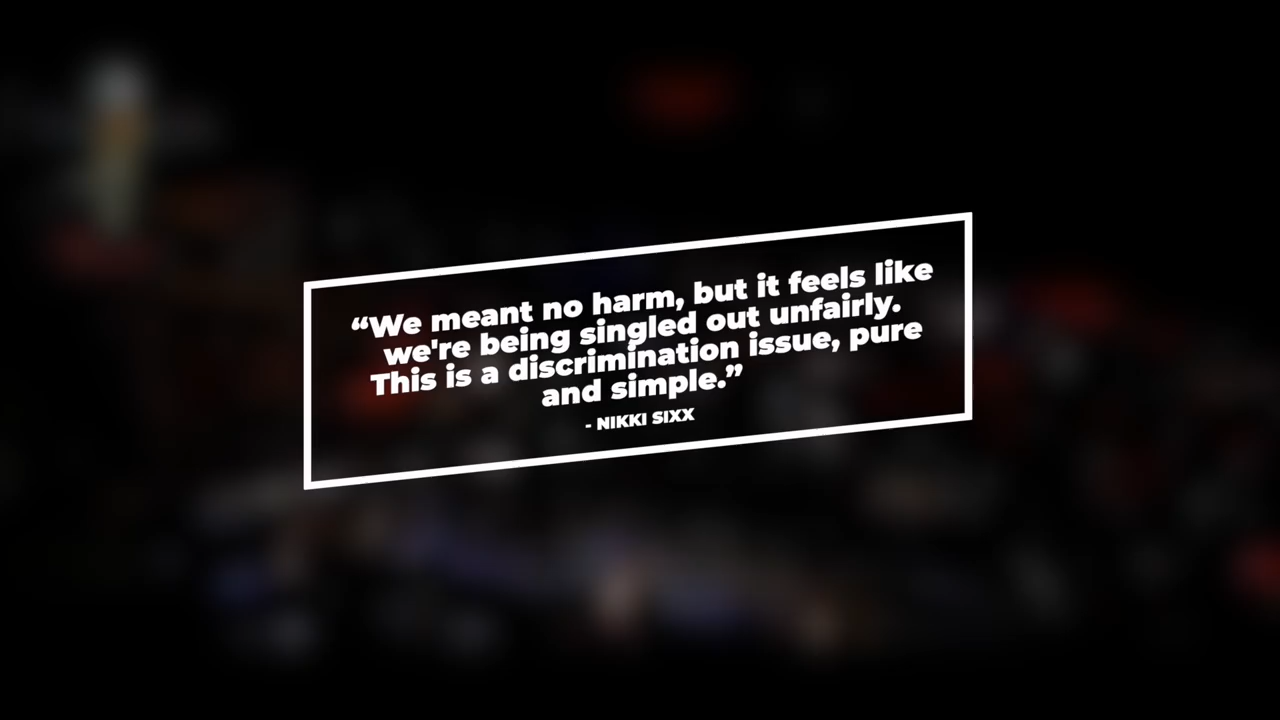 “We meant no harm, but it feels like
we're being singled out unfairly.
This is a discrimination issue, pure
and simple.”
- NIKKI SIXX